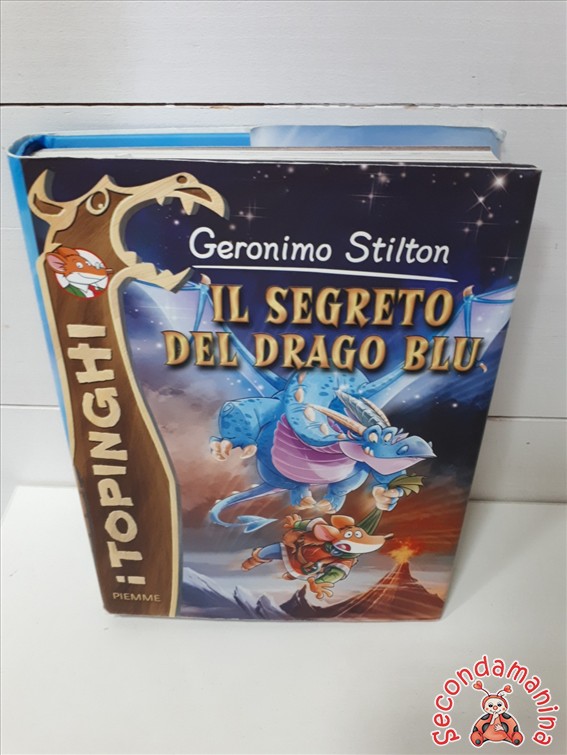 Geronimo Stilton
IL SEGRETO
DEL DRAGO BLU
i TOPINGHI
PIEMME
Secondamanina